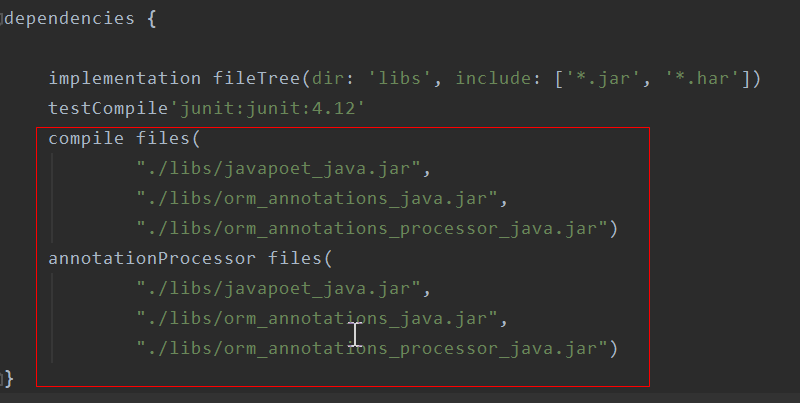 dependencies {
implementation fileTree(dir: 'libs', include: ['*.jar', '*.har'])
testCompile'junit:junit:4.12'
compile files(
"./libs/javapoet_java.jar",
"./libs/orm_annotations_java.jar",
"./libs/orm_annotations_processor_java.jar")
annotationProcessor files(
"./libs/javapoet_java.jar",
"./libs/orm_annotations_java.jar",
"./libs/orm_annotations_processor_java.jar")
}